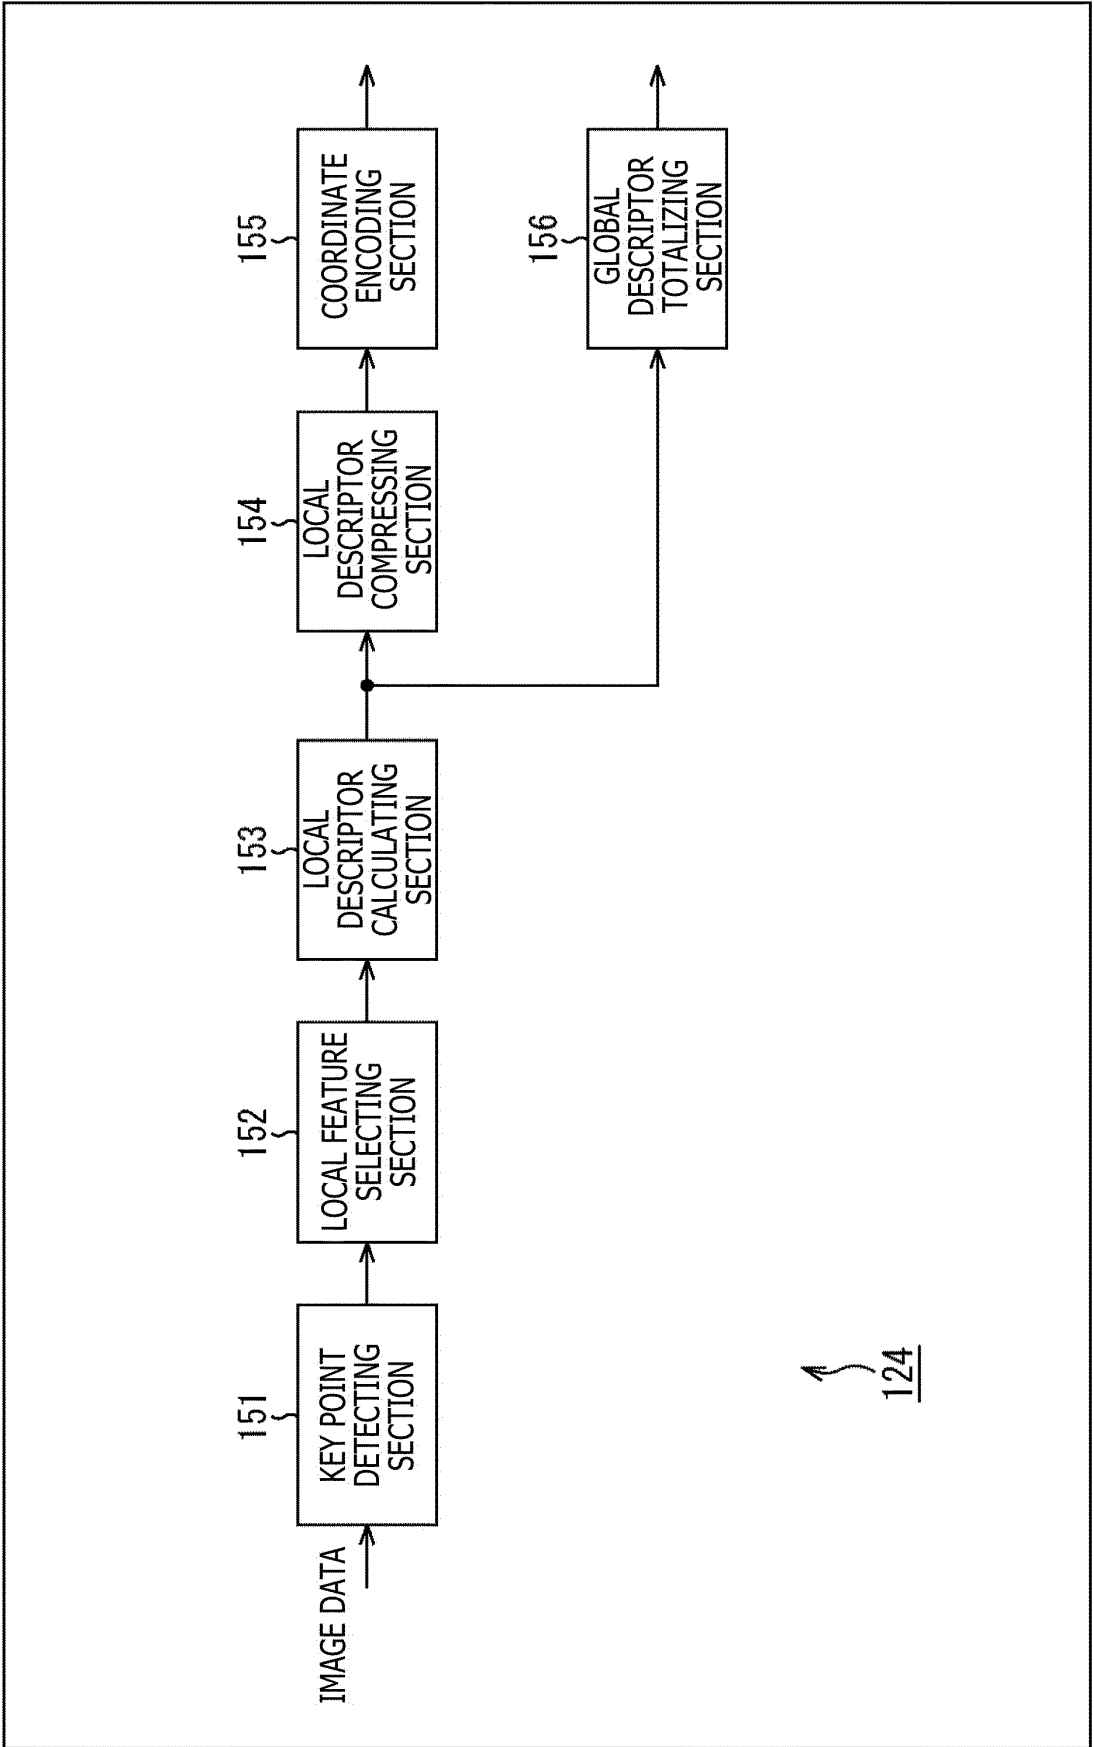 IMAGE DATA
151
KEY POINT
DETECTING
SECTION
152
LOCAL FEATURE
SELECTING
SECTION
153
LOCAL
DESCRIPTOR
CALCULATING
SECTION
154
LOCAL
DESCRIPTOR
COMPRESSING
SECTION
155
COORDINATE
ENCODING
SECTION
156
GLOBAL
DESCRIPTOR
TOTALIZING
SECTION
124